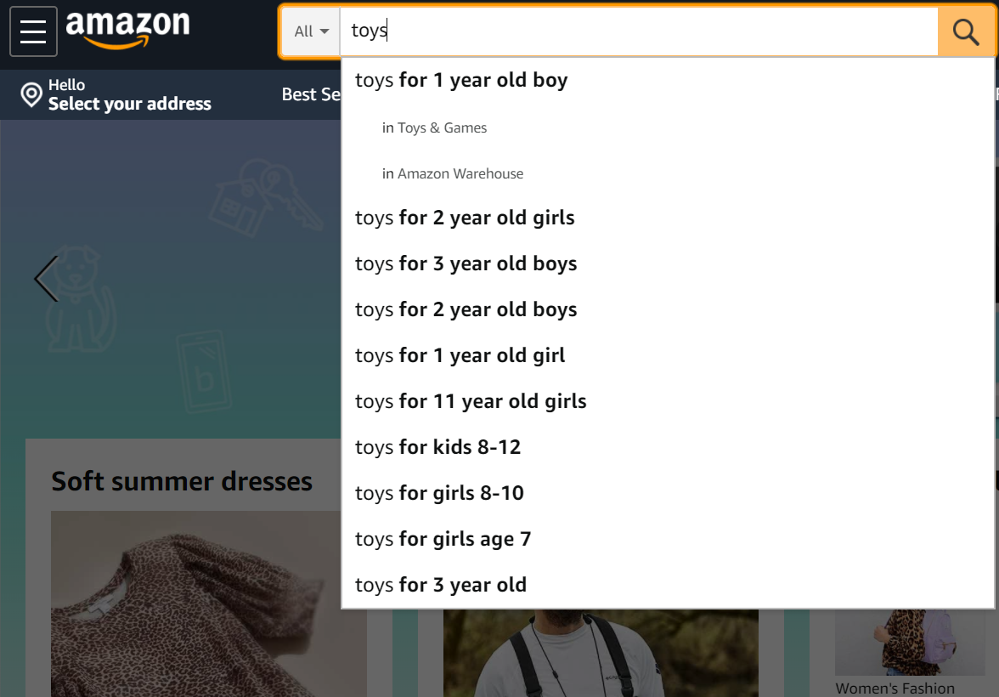 amazon
All
toys
Hello
Select your address
Best Se
toys for 1 year old boy
in Toys & Games
in Amazon Warehouse
toys for 2 year old girls
toys for 3 year old boys
toys for 2 year old boys
toys for 1 year old girl
toys for 11 year old girls
toys for kids 8-12
toys for girls 8-10
toys for girls age 7
toys for 3 year old
b
Soft summer dresses
Women's Fashion